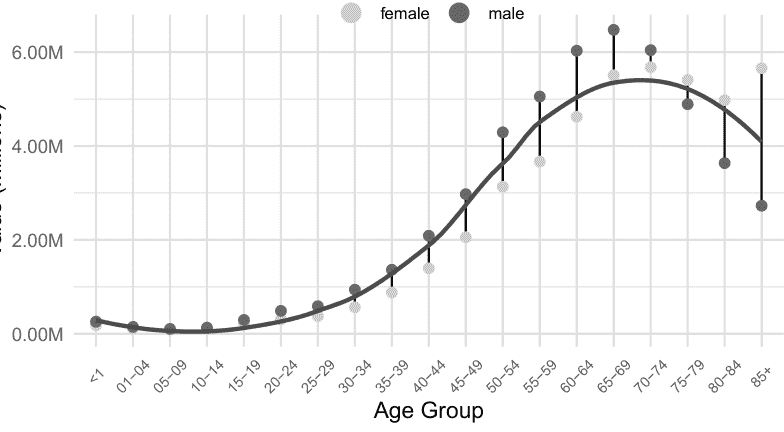 female male
6.00M
4.00M
2.00M
0.00M
<1 01–04 05–09 10–14 15–19 20–24 25–29 30–34 35–39 40–44 45–49 50–54 55–59 60–64 65–69 70–74 75–79 80–84 85+
Age Group